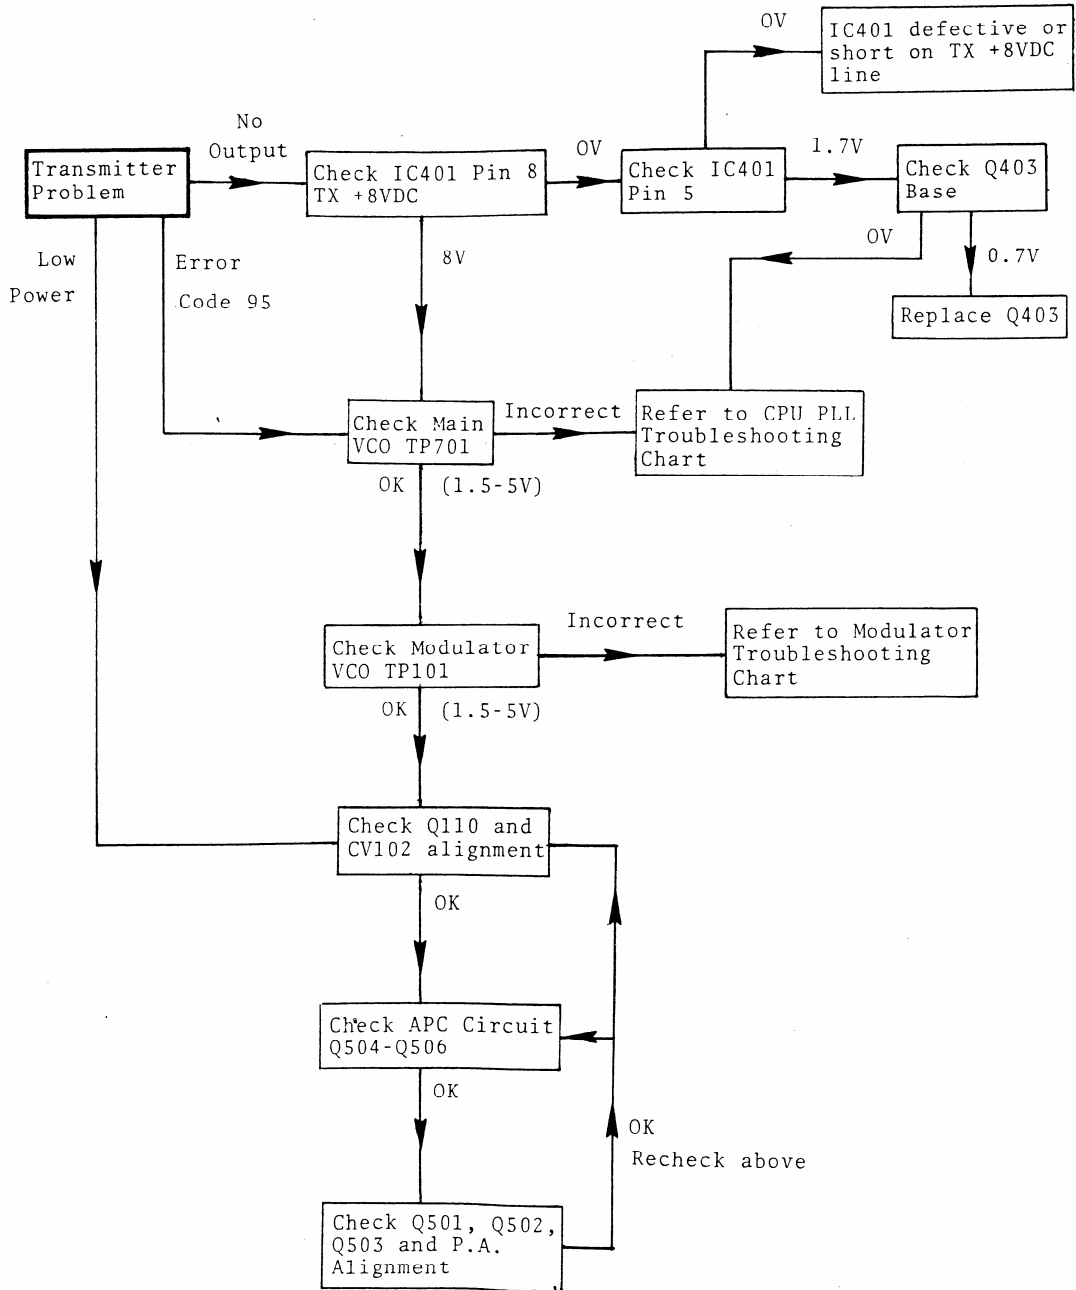 OV
IC401 defective or
short on TX +8VDC
line
No
Output
OV
1.7V
Transmitter
Problem
Check IC401 Pin 8
TX +8VDC
Check IC401
Pin 5
Check Q403
Base
Low
Power
Error
Code 95
8V
OV
0.7V
Replace Q403
Check Main
VCO TP701
Incorrect
Refer to CPU PLL
Troubleshooting
Chart
OK (1.5-5V)
Check Modulator
VCO TP101
Incorrect
Refer to Modulator
Troubleshooting
Chart
OK (1.5-5V)
Check Q110 and
CV102 alignment
OK
Check APC Circuit
Q504-Q506
OK
OK
Recheck above
Check Q501, Q502,
Q503 and P.A.
Alignment